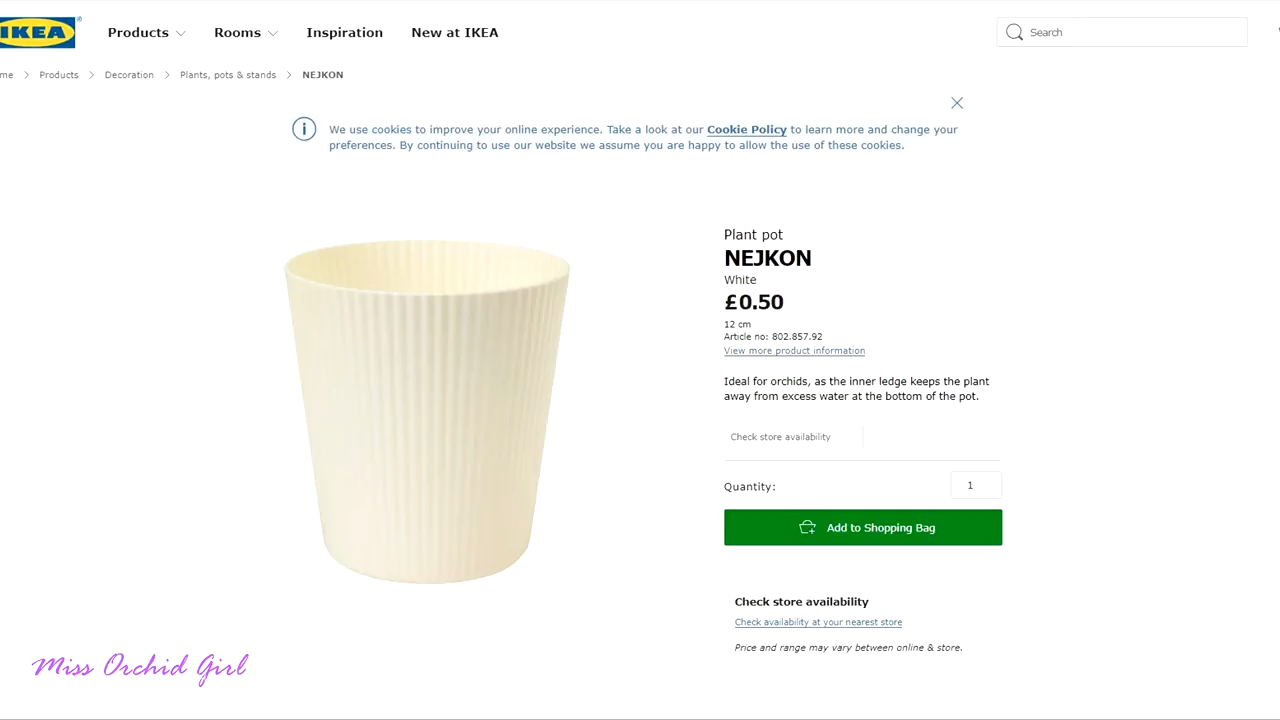 IKEA
Products
Rooms
Inspiration
New at IKEA
Search
me > Products > Decoration > Plants, pots & stands > NEJKON
We use cookies to improve your online experience. Take a look at our Cookie Policy to learn more and change your
preferences. By continuing to use our website we assume you are happy to allow the use of these cookies.
Plant pot
NEJKON
White
£0.50
12 cm
Article no: 802.857.92
View more product information
Ideal for orchids, as the inner ledge keeps the plant
away from excess water at the bottom of the pot.
Check store availability
Quantity: 1
Add to Shopping Bag
Check store availability
Check availability at your nearest store
Price and range may vary between online & store.
Miss Orchid Girl